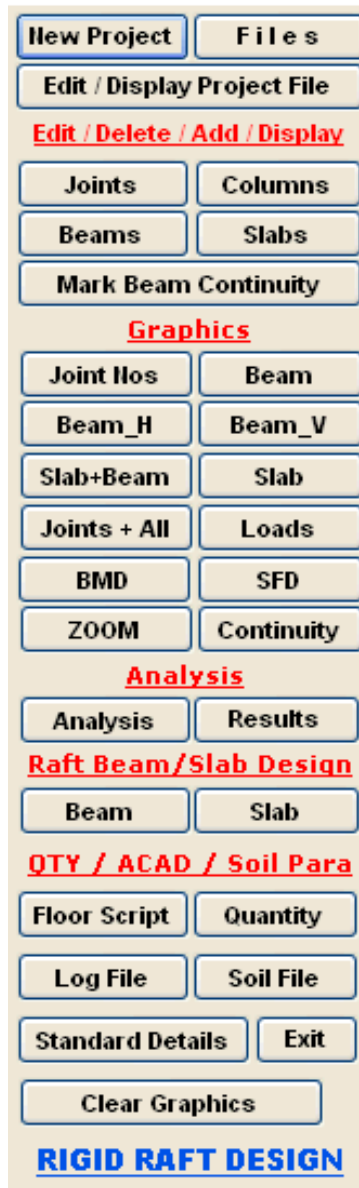 New Project Files
Edit / Display Project File
Edit / Delete / Add / Display
Joints Columns
Beams Slabs
Mark Beam Continuity
Graphics
Joint Nos Beam
Beam_H Beam_V
Slab+Beam Slab
Joints + All Loads
BMD SFD
ZOOM Continuity
Analysis
Analysis Results
Raft Beam/Slab Design
Beam Slab
QTY / ACAD / Soil Para
Floor Script Quantity
Log File Soil File
Standard Details Exit
Clear Graphics
RIGID RAFT DESIGN